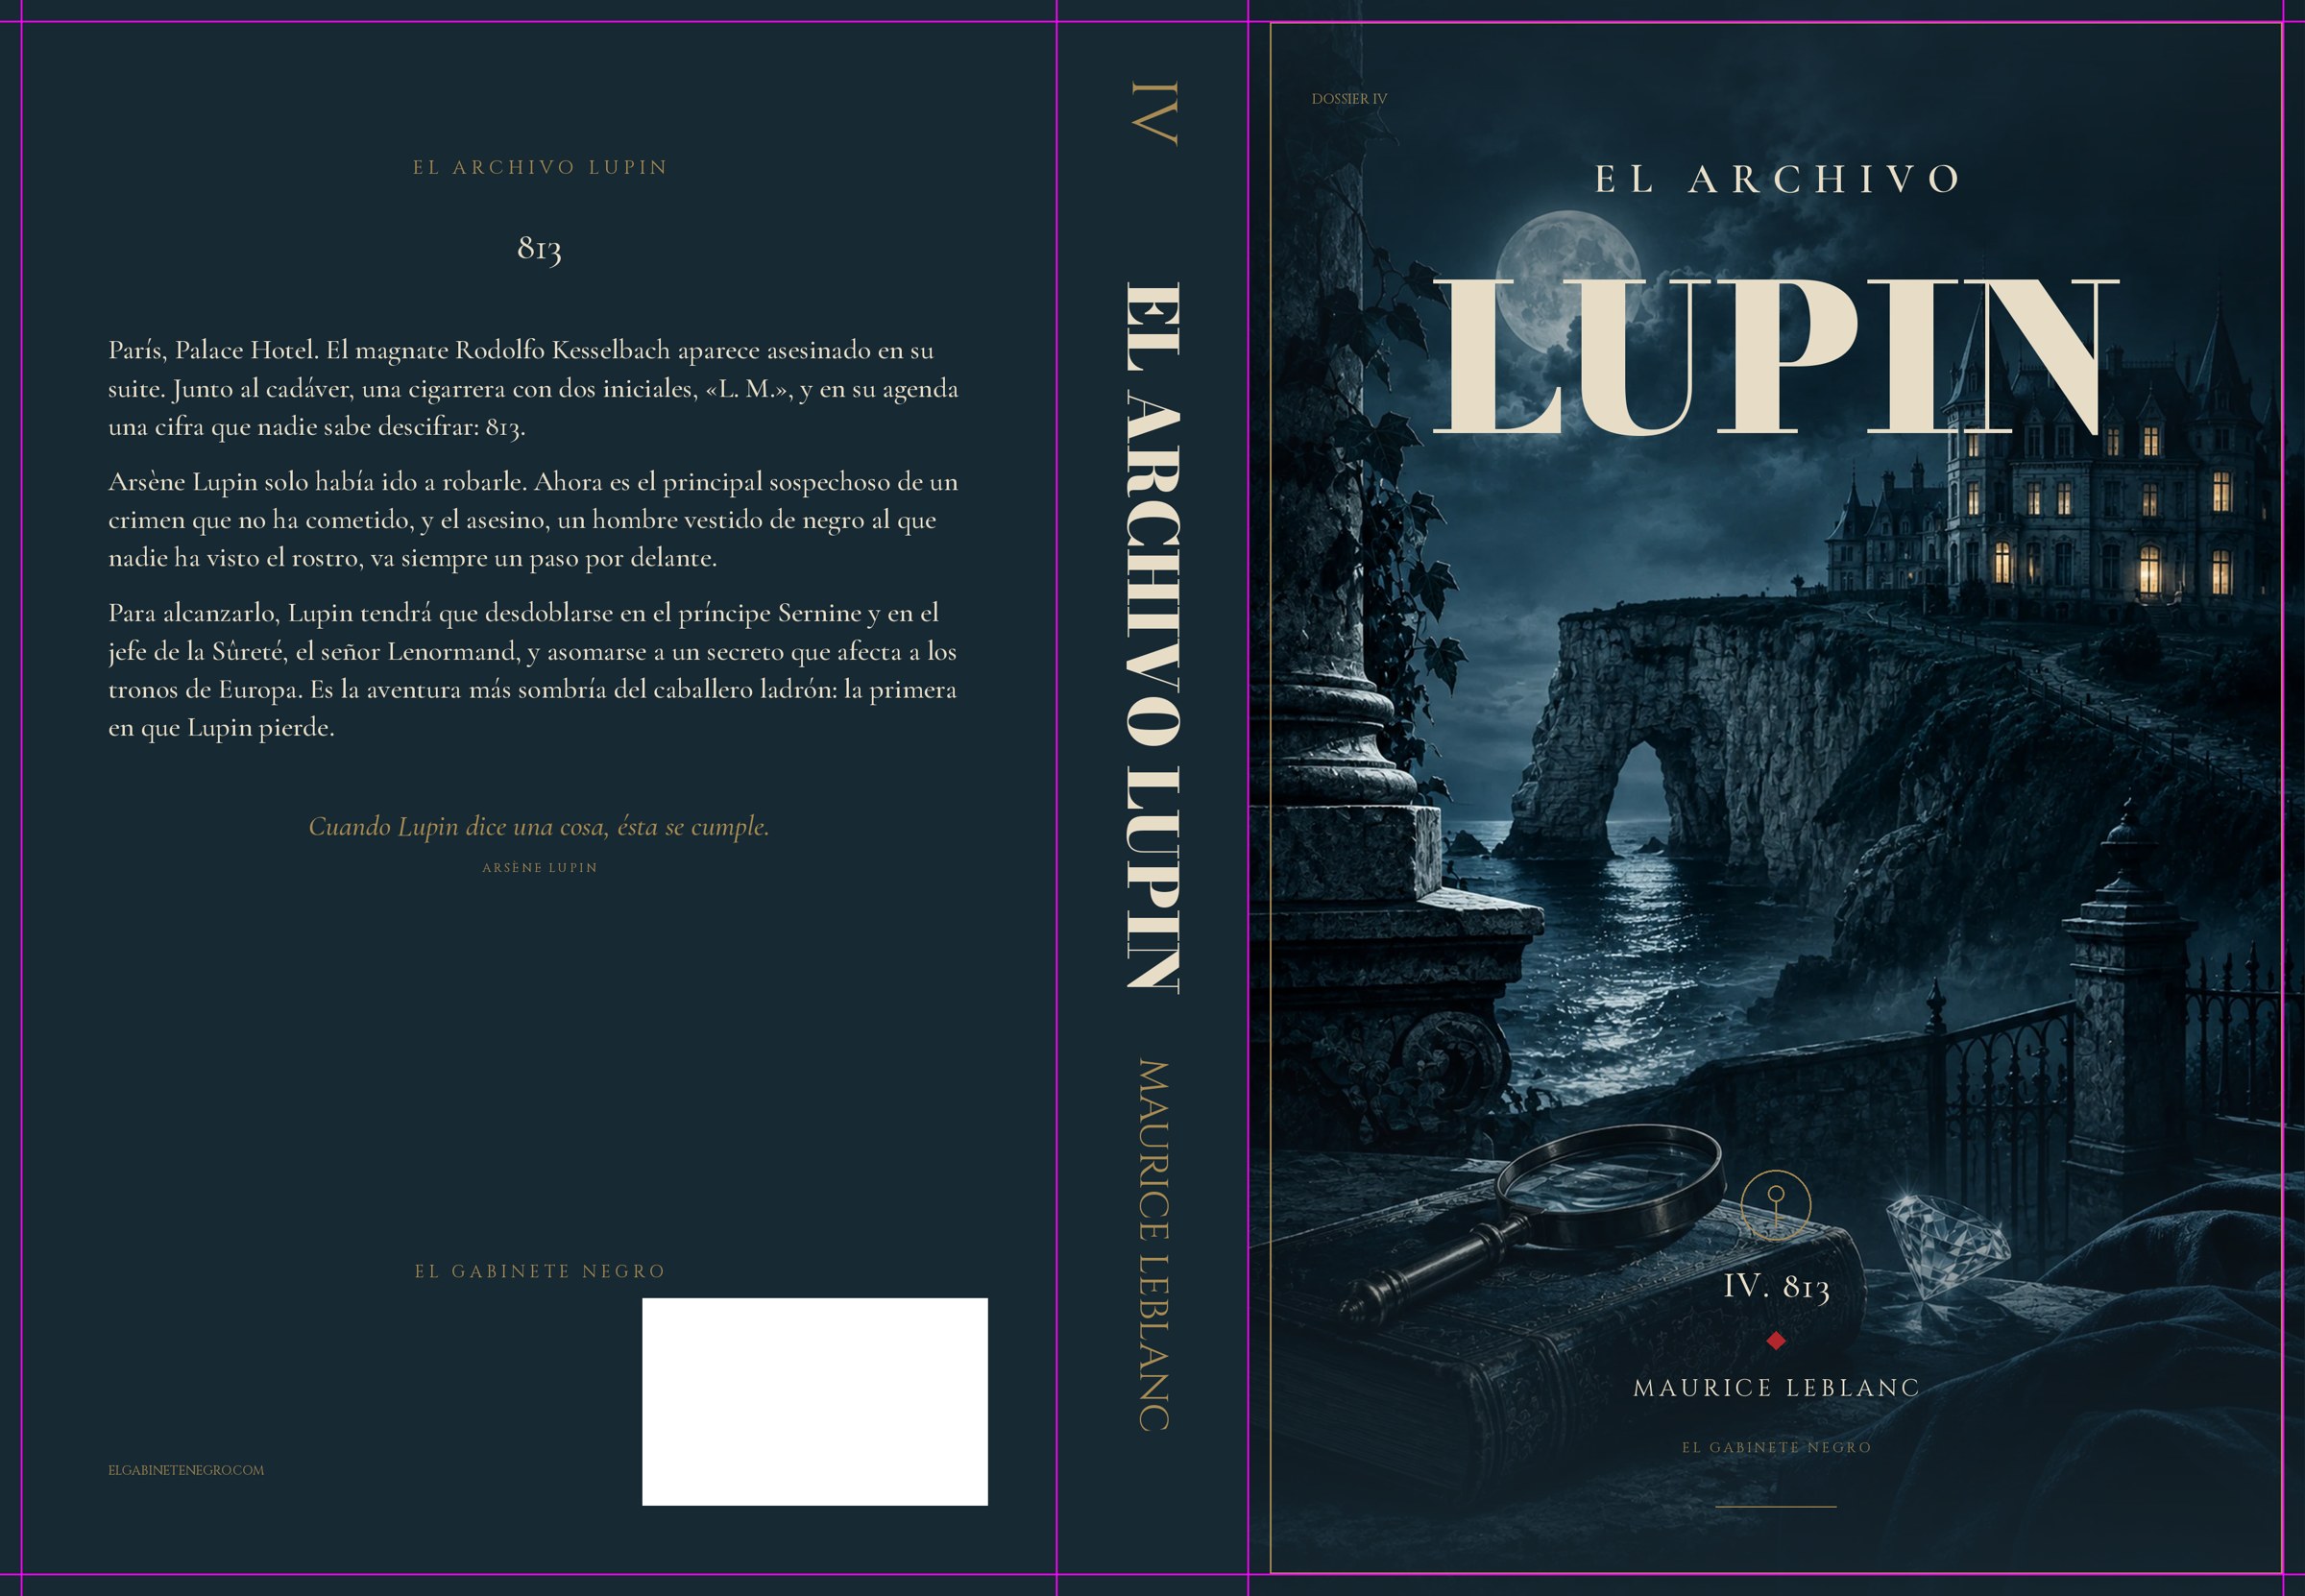 EL ARCHIVO LUPIN
813
París, Palace Hotel. El magnate Rodolfo Kesselbach aparece asesinado en su
suite. Junto al cadáver, una cigarrera con dos iniciales, «L. M.», y en su agenda
una cifra que nadie sabe descifrar: 813.
Arsène Lupin solo había ido a robarle. Ahora es el principal sospechoso de un
crimen que no ha cometido, y el asesino, un hombre vestido de negro al que
nadie ha visto el rostro, va siempre un paso por delante.
Para alcanzarlo, Lupin tendrá que desdoblarse en el príncipe Sernine y en el
jefe de la Sûreté, el señor Lenormand, y asomarse a un secreto que afecta a los
tronos de Europa. Es la aventura más sombría del caballero ladrón: la primera
en que Lupin pierde.
Cuando Lupin dice una cosa, ésta se cumple.
ARSÈNE LUPIN
EL GABINETE NEGRO
ELGABINETENEGRO.COM
IV
EL ARCHIVO LUPIN
MAURICE LEBLANC
DOSSIER IV
EL ARCHIVO
LUPIN
IV. 813
MAURICE LEBLANC
EL GABINETE NEGRO